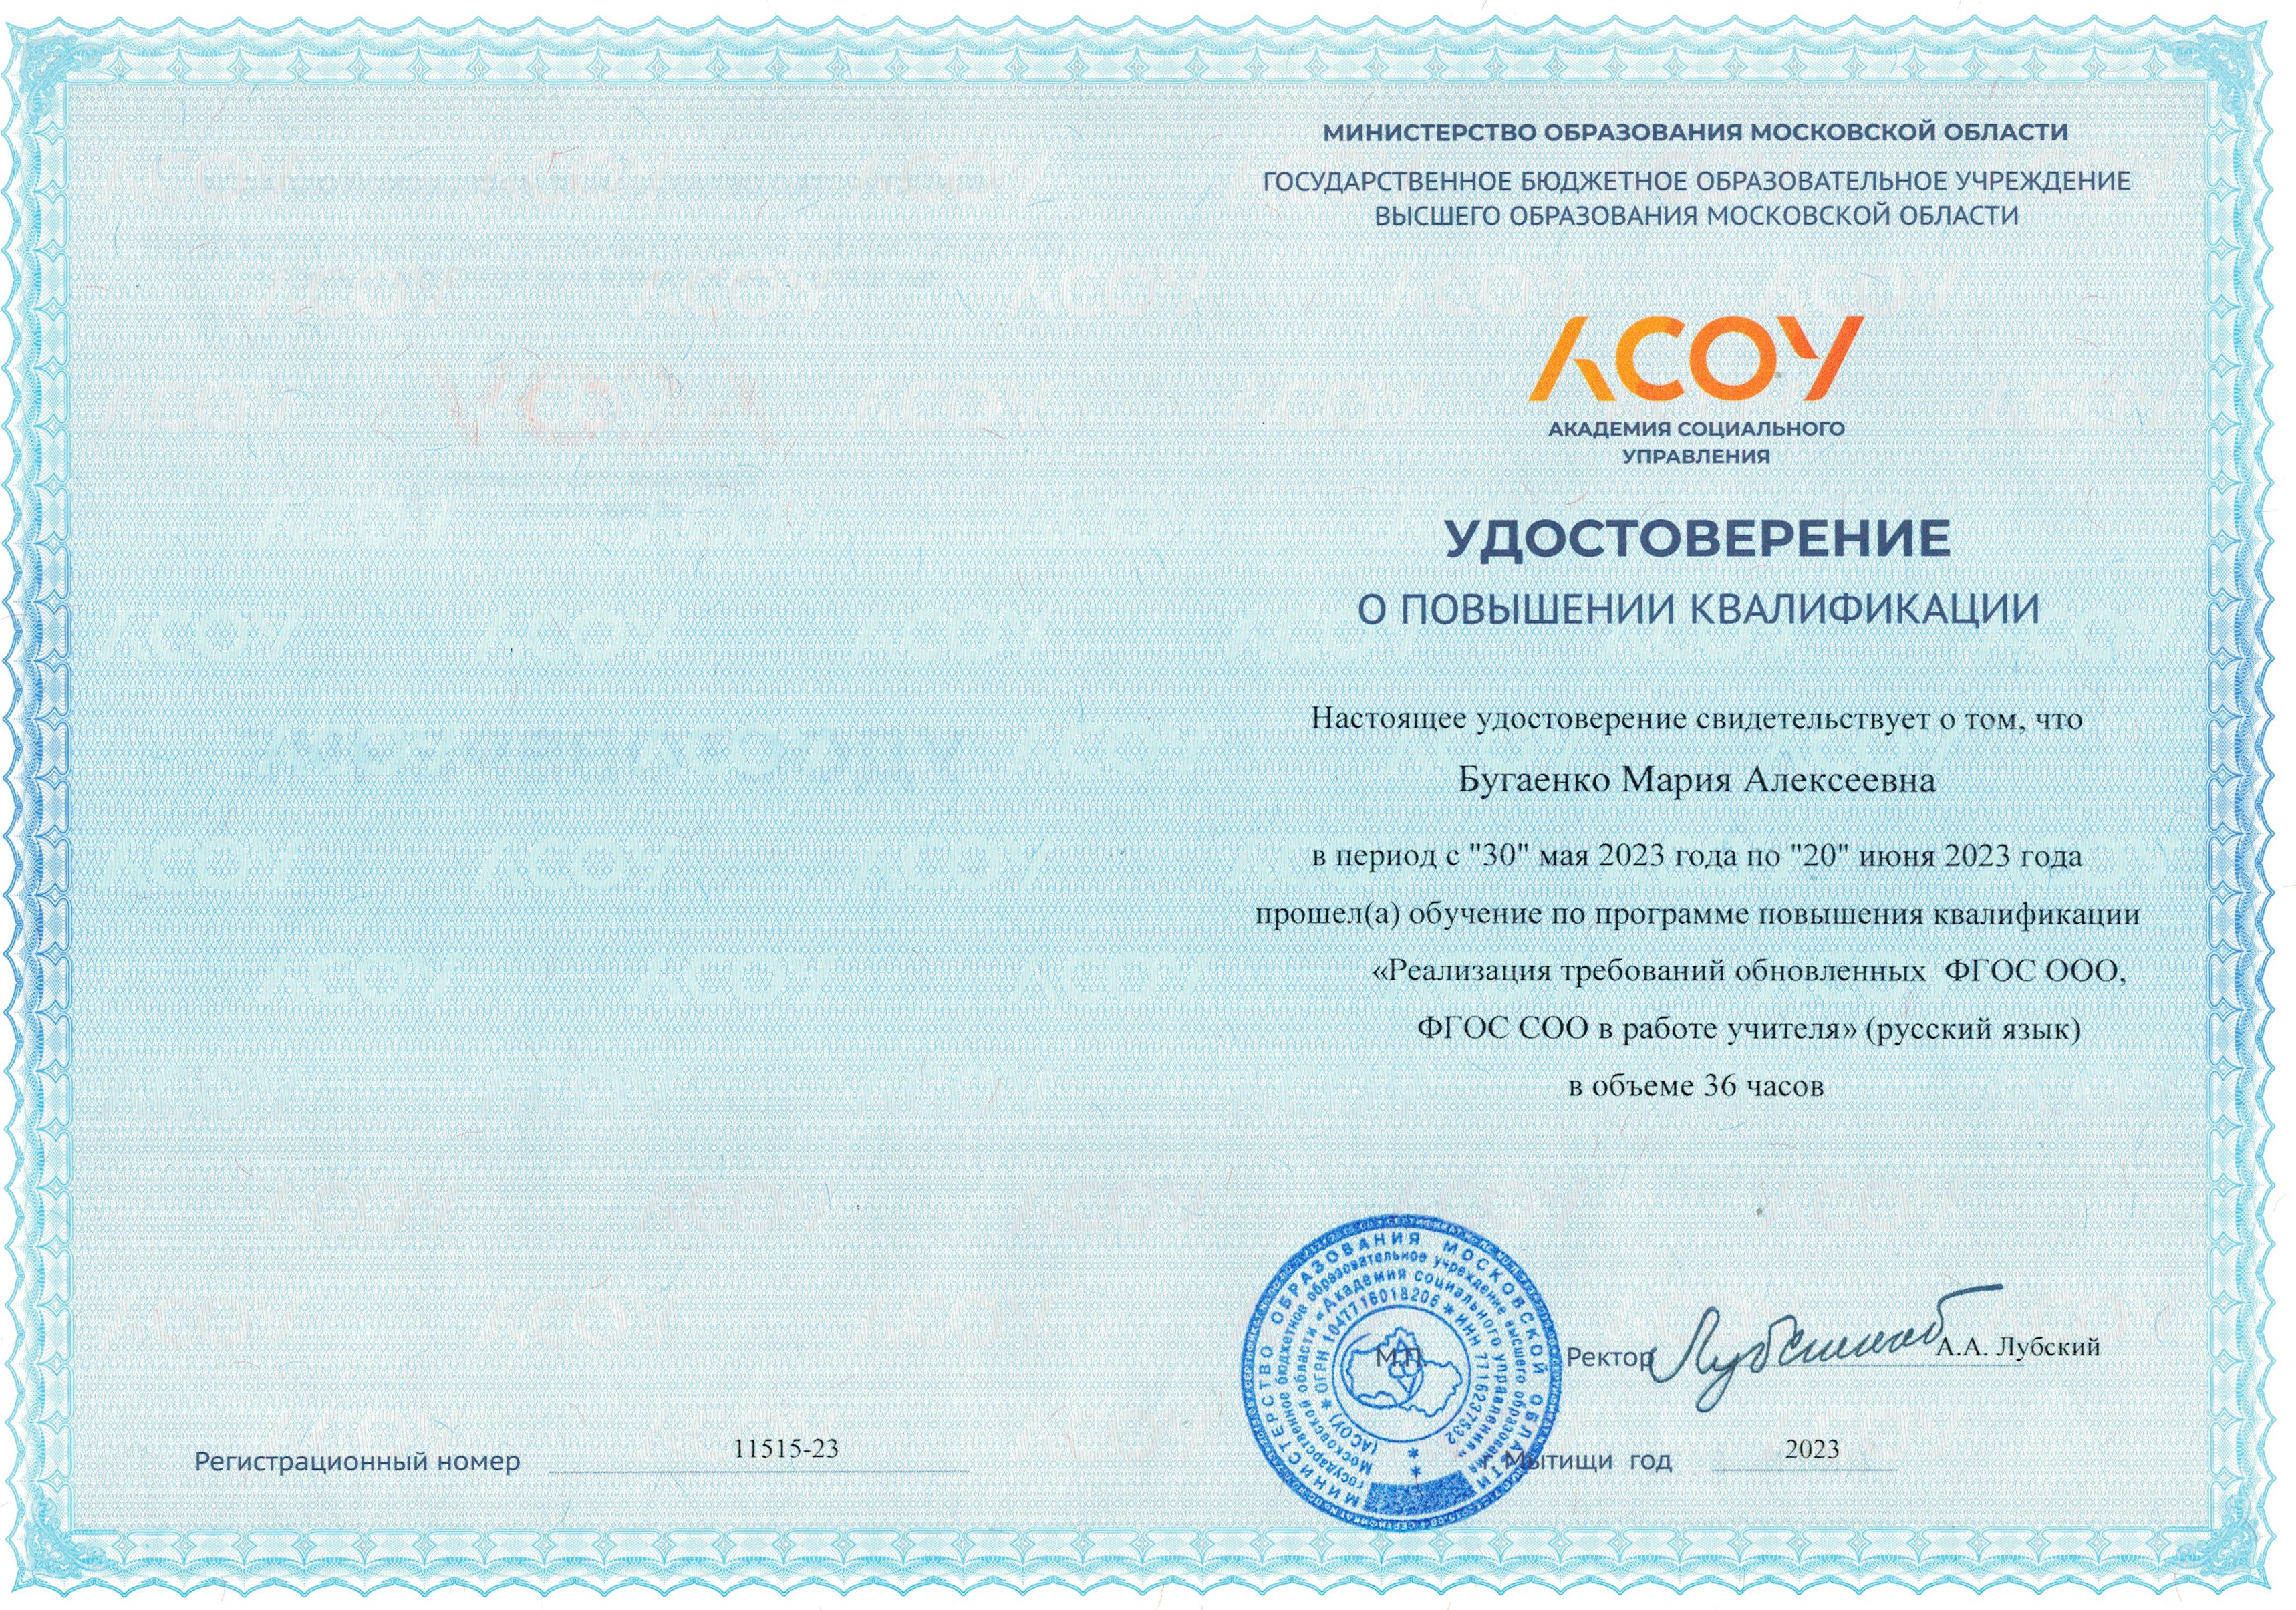 МИНИСТЕРСТВО ОБРАЗОВАНИЯ МОСКОВСКОЙ ОБЛАСТИ
ГОСУДАРСТВЕННОЕ БЮДЖЕТНОЕ ОБРАЗОВАТЕЛЬНОЕ УЧРЕЖДЕНИЕ
ВЫСШЕГО ОБРАЗОВАНИЯ МОСКОВСКОЙ ОБЛАСТИ
АСОУ
АКАДЕМИЯ СОЦИАЛЬНОГО
УПРАВЛЕНИЯ
УДОСТОВЕРЕНИЕ
О ПОВЫШЕНИИ КВАЛИФИКАЦИИ
Настоящее удостоверение свидетельствует о том, что
Бугаенко Мария Алексеевна
в период с "30" мая 2023 года по "20" июня 2023 года
прошел(а) обучение по программе повышения квалификации
«Реализация требований обновленных ФГОС ООО,
ФГОС СОО в работе учителя» (русский язык)
в объеме 36 часов
МИНИСТЕРСТВО ОБРАЗОВАНИЯ МОСКОВСКОЙ ОБЛАСТИ
государственное бюджетное образовательное учреждение высшего образования
Московской области «Академия социального управления»
(АСОУ) * ОГРН 1047716018206 * ИНН 7716237532
М.П.
Ректор А.А. Лубский
Регистрационный номер 11515-23
г. Мытищи год 2023